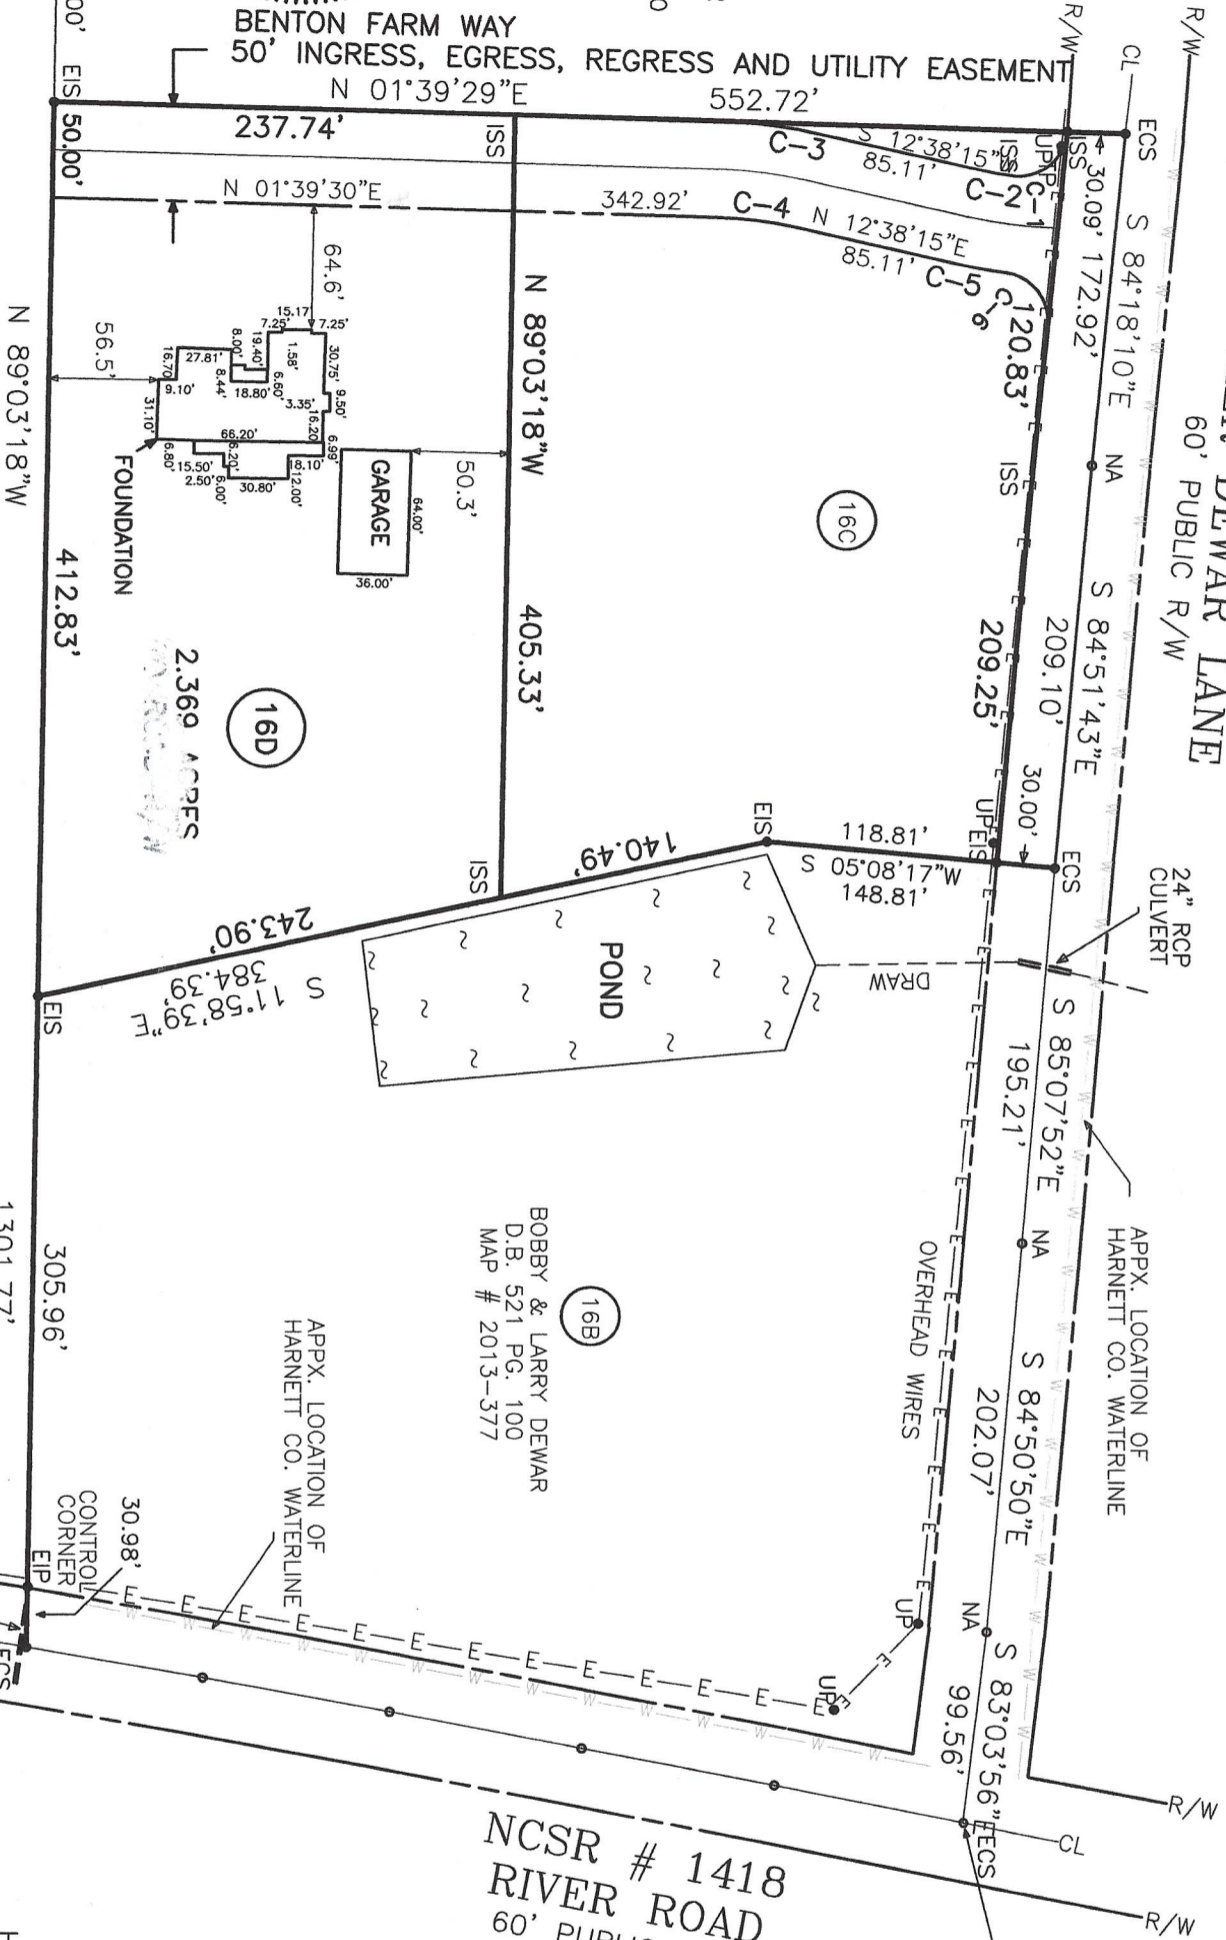 DEWAR LANE
60' PUBLIC R/W
R/W
R/W
CL
BENTON FARM WAY
50' INGRESS, EGRESS, REGRESS AND UTILITY EASEMENT
N 01°39'29"E
552.72'
00'
EIS
50.00'
237.74'
ISS
N 01°39'30"E
342.92'
C-3
S 12°38'15"W
85.11'
C-2
C-1
C-4
N 12°38'15"E
85.11'
C-5
C-6
ISS
UP
ISS
ECS
30.09'
172.92'
S 84°18'10"E
NA
120.83'
ISS
S 84°51'43"E
209.10'
209.25'
30.00'
ECS
UP
EIS
24" RCP
CULVERT
64.6'
56.5'
50.3'
15.17
7.25'
7.25'
8.00'
19.40'
1.58'
30.75'
16.70
27.81'
8.44'
18.80'
6.60'
3.35'
9.50'
16.20
9.10'
31.10'
66.20'
6.99'
6.80'
15.50'
6.20'
18.10'
2.50'
6.00'
30.80'
12.00'
FOUNDATION
GARAGE
64.00'
36.00'
N 89°03'18"W
405.33'
16C
N 89°03'18"W
412.83'
16D
2.369 ACRES
ISS
EIS
118.81'
S 05°08'17"W
148.81'
140.49'
243.90'
S 11°58'39"E
384.39'
EIS
POND
DRAW
S 85°07'52"E
195.21'
NA
APPX. LOCATION OF
HARNETT CO. WATERLINE
OVERHEAD WIRES
S 84°50'50"E
202.07'
NA
16B
BOBBY & LARRY DEWAR
D.B. 521 PG. 100
MAP # 2013-377
APPX. LOCATION OF
HARNETT CO. WATERLINE
305.96'
1301.77'
30.98'
CONTROL
CORNER
EIP
ECS
UP
UP
S 83°03'56"E
99.56'
ECS
CL
R/W
R/W
NCSR # 1418
RIVER ROAD
60'